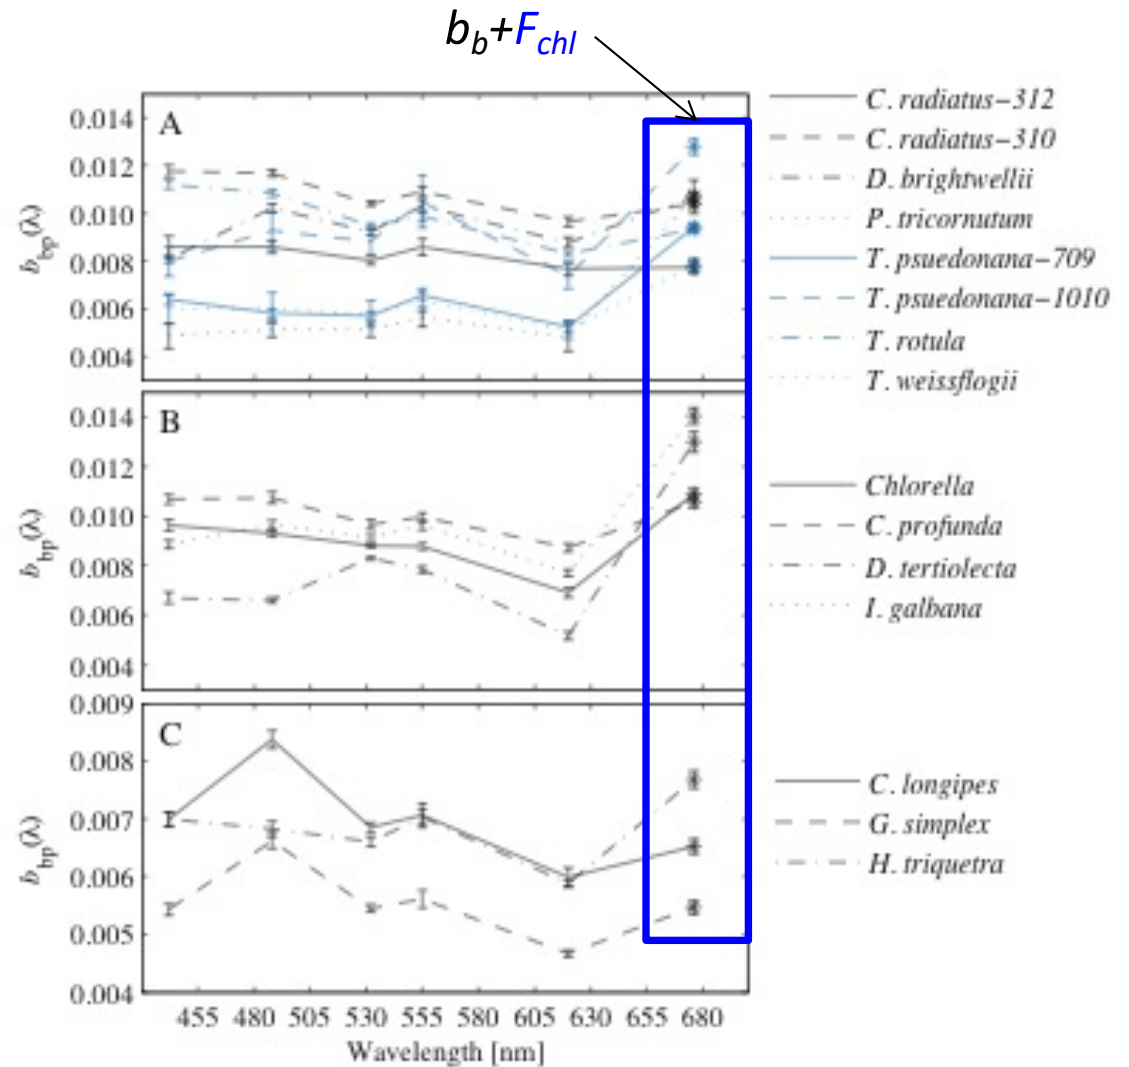 b_b+F_chl
A
0.014
0.012
0.010
0.008
0.006
0.004
b_bp(λ)
C. radiatus–312
C. radiatus–310
D. brightwellii
P. tricornutum
T. psuedonana–709
T. psuedonana–1010
T. rotula
T. weissflogii
B
0.014
0.012
0.010
0.008
0.006
0.004
b_bp(λ)
Chlorella
C. profunda
D. tertiolecta
I. galbana
C
0.009
0.008
0.007
0.006
0.005
0.004
b_bp(λ)
C. longipes
G. simplex
H. triquetra
455 480 505 530 555 580 605 630 655 680
Wavelength [nm]